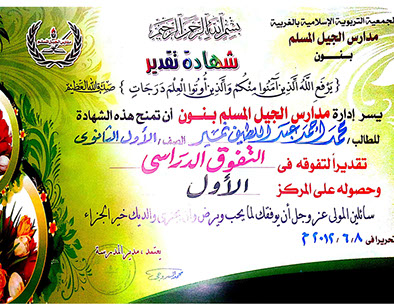 الجمعية التربوية الإسلامية بالغربية
مدارس الجيل المسلم
بنون
بسم الله الرحمن الرحيم
شهادة تقدير
{ يرفع الله الذين آمنوا منكم والذين أوتوا العلم درجات } صدق الله العظيم
يسر إدارة مدارس الجيل المسلم بنون أن تمنح هذه الشهادة
للطالب/ محمد أحمد عبد اللطيف الصف/ الأول الثانوى
تقديراً لتفوقه فى التفوق الدراسى
وحصوله على المركز الأول
سائلين المولى عز وجل أن يوفقك لما يحب ويرضى وأن يجزى والديك خير الجزاء
تحريرا فى ٨ / ٦ / ٢٠١٢ م
يعتمد، مدير المدرسة